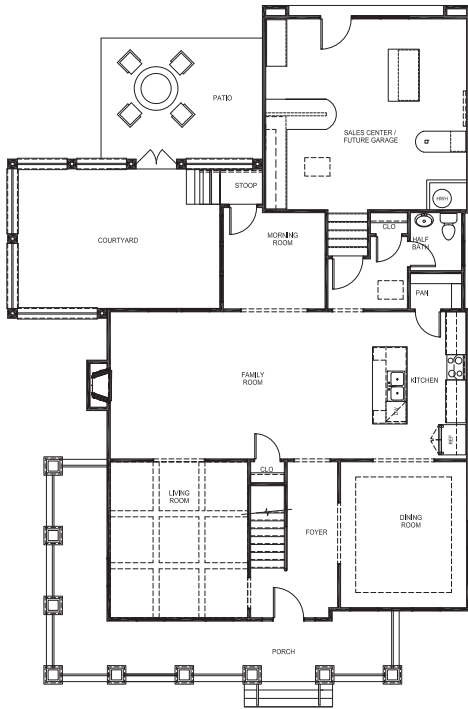 PATIO
SALES CENTER /
FUTURE GARAGE
HWH
STOOP
COURTYARD
MORNING
ROOM
CLO
HALF
BATH
PAN
FAMILY
ROOM
KITCHEN
DW
REF
CLO
LIVING
ROOM
FOYER
DINING
ROOM
PORCH